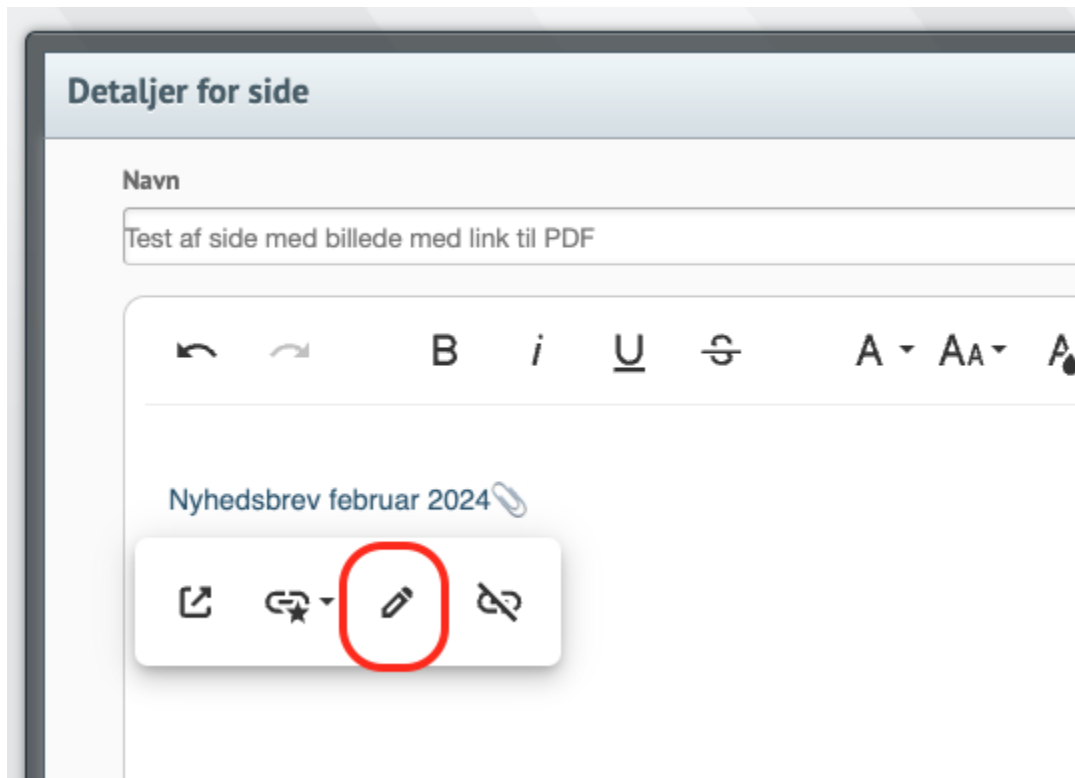 Detaljer for side
Navn
Test af side med billede med link til PDF
B i U S A AA A
Nyhedsbrev februar 2024